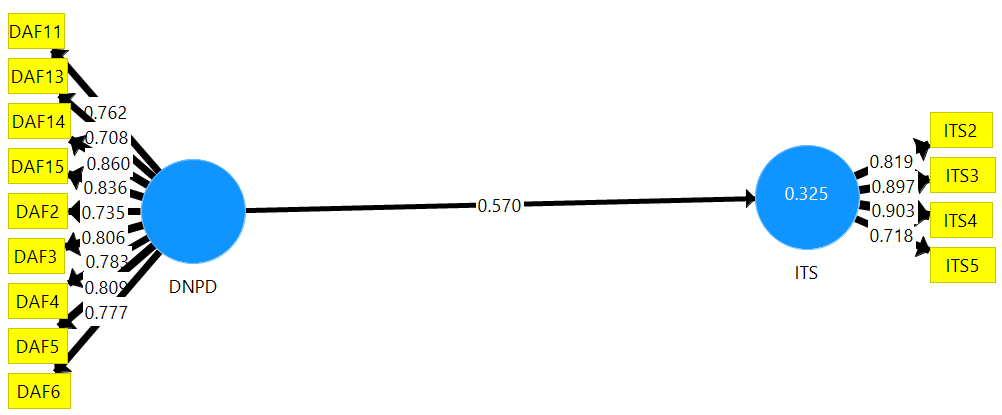 DAF11
DAF13
DAF14
DAF15
DAF2
DAF3
DAF4
DAF5
DAF6
0.762
0.708
0.860
0.836
0.735
0.806
0.783
0.809
0.777
DNPD
0.570
0.325
ITS
0.819
0.897
0.903
0.718
ITS2
ITS3
ITS4
ITS5